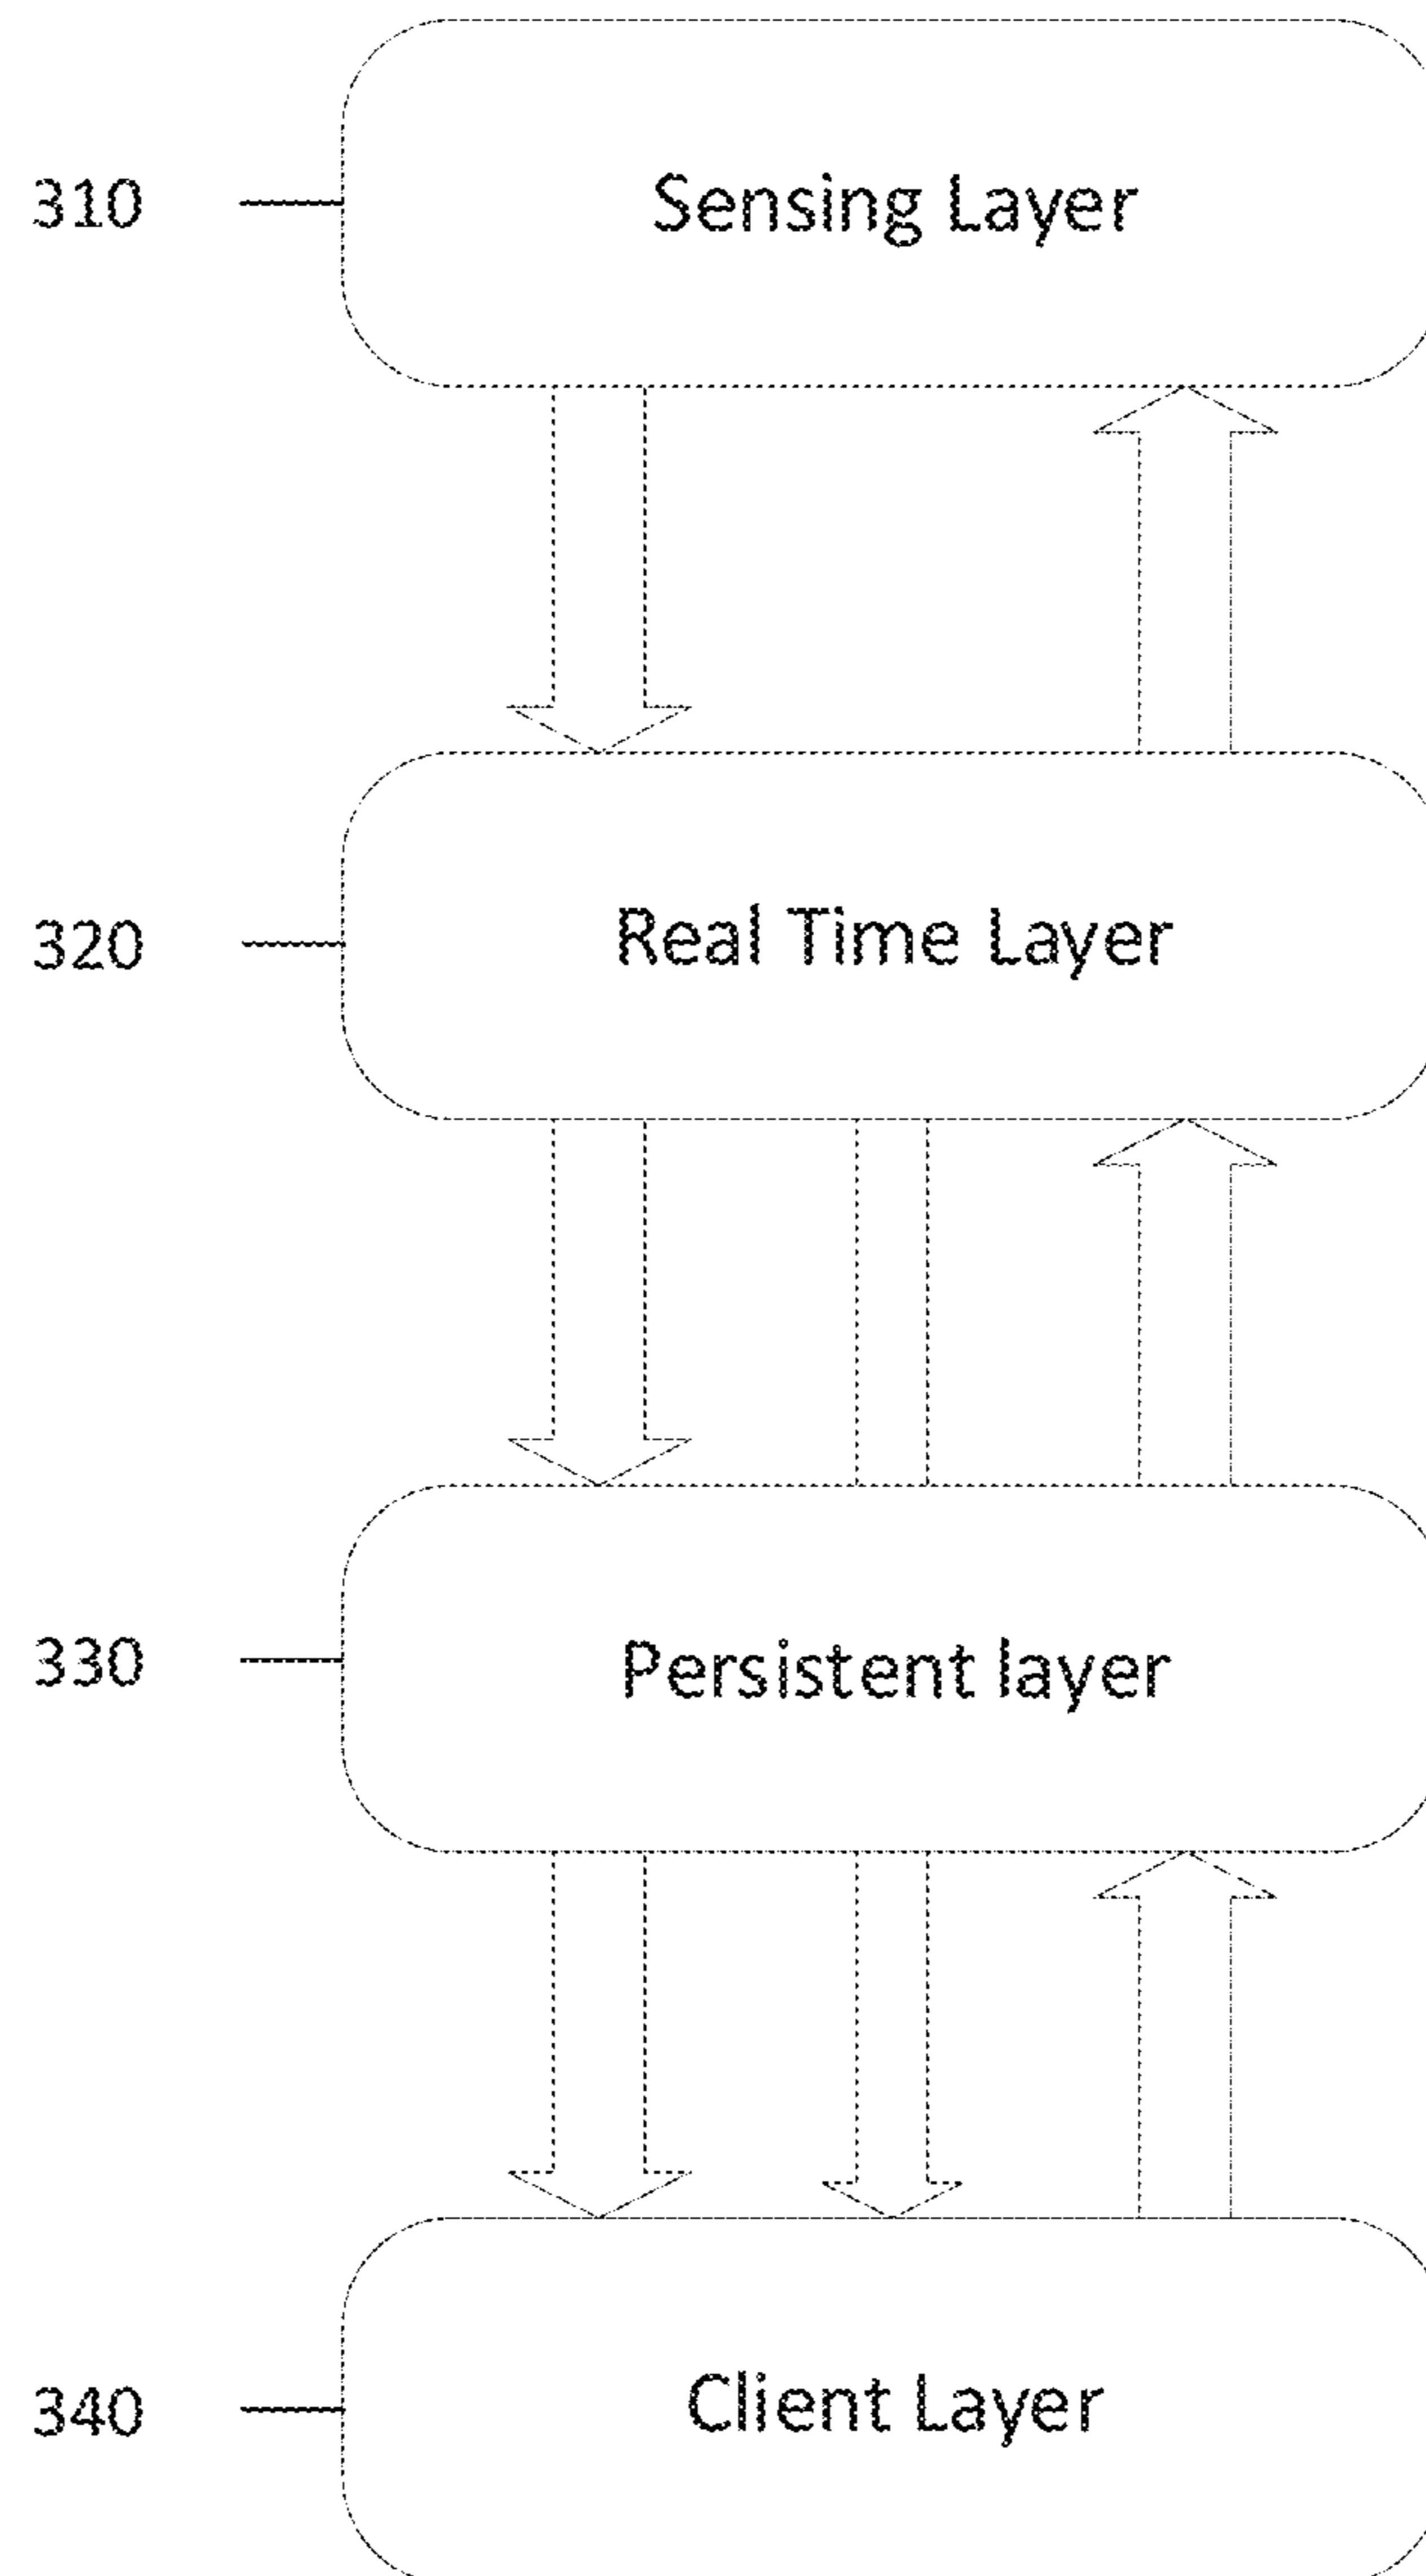 310 Sensing Layer
320 Real Time Layer
330 Persistent layer
340 Client Layer